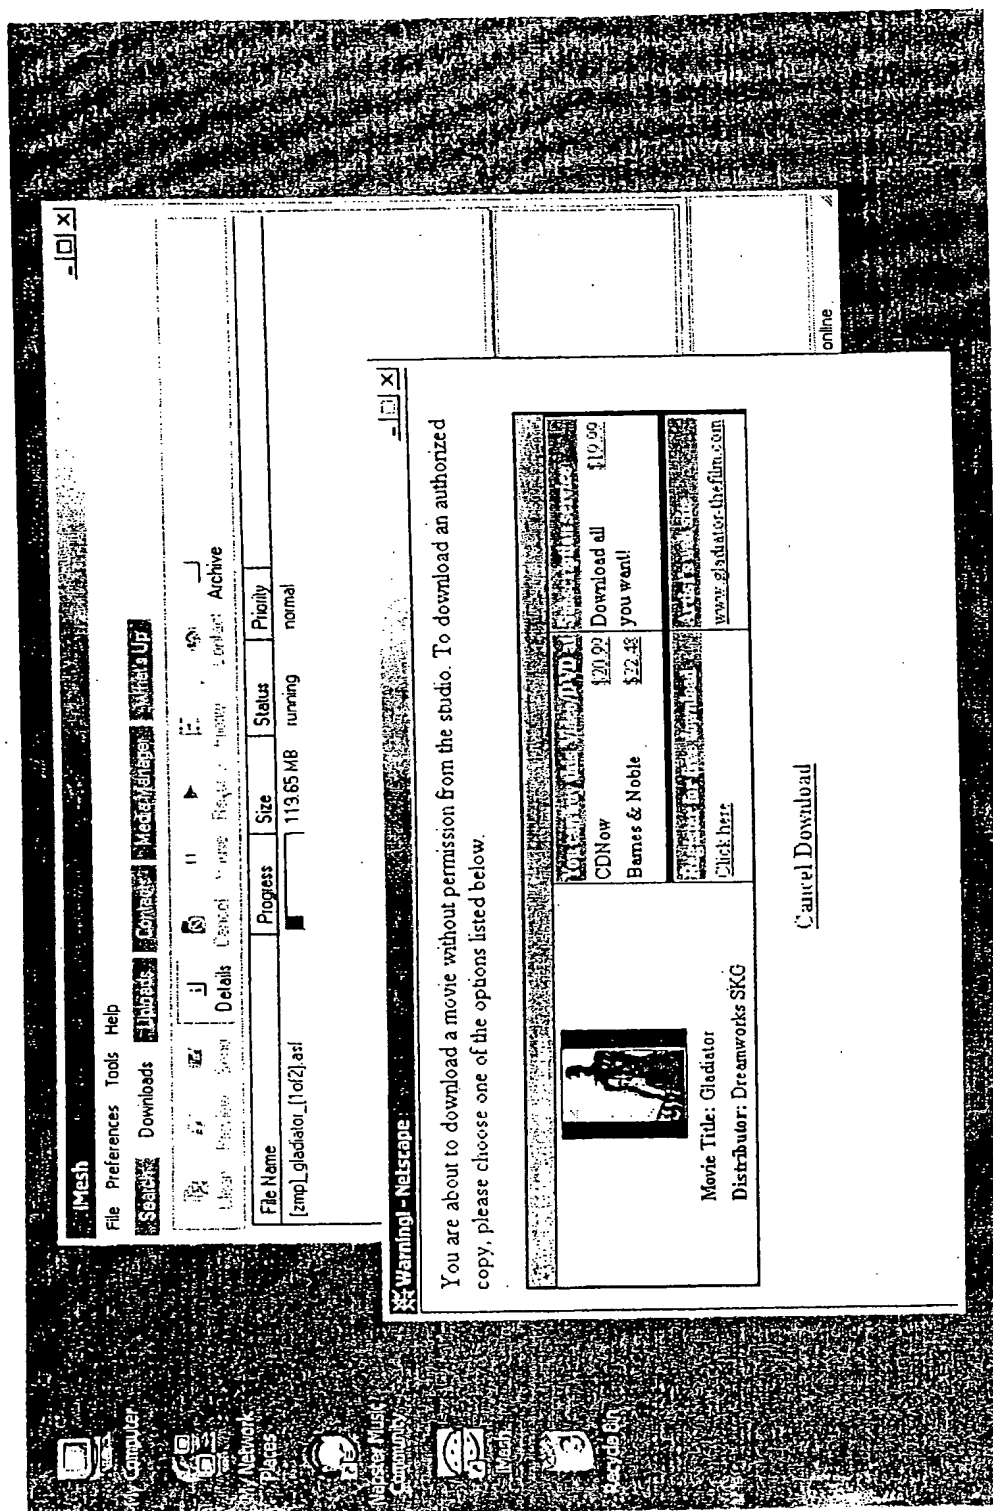 iMesh
File Preferences Tools Help
Search Downloads Uploads Contacts Media Manager What's Up
Details Cancel Pause Contact Archive
File Name Progress Size Status Priority
[zmp]_gladiator_[1of2].asf 113.65 MB running normal
online
Warning! - Netscape
You are about to download a movie without permission from the studio. To download an authorized
copy, please choose one of the options listed below.
CDNow $20.99 Download all $19.99
Barnes & Noble $22.48 you want!
Click here www.gladiator-thefilm.com
Movie Title: Gladiator
Distributor: Dreamworks SKG
Cancel Download
My Computer
My Network
Places
Napster Music
Community
iMesh
Recycle Bin